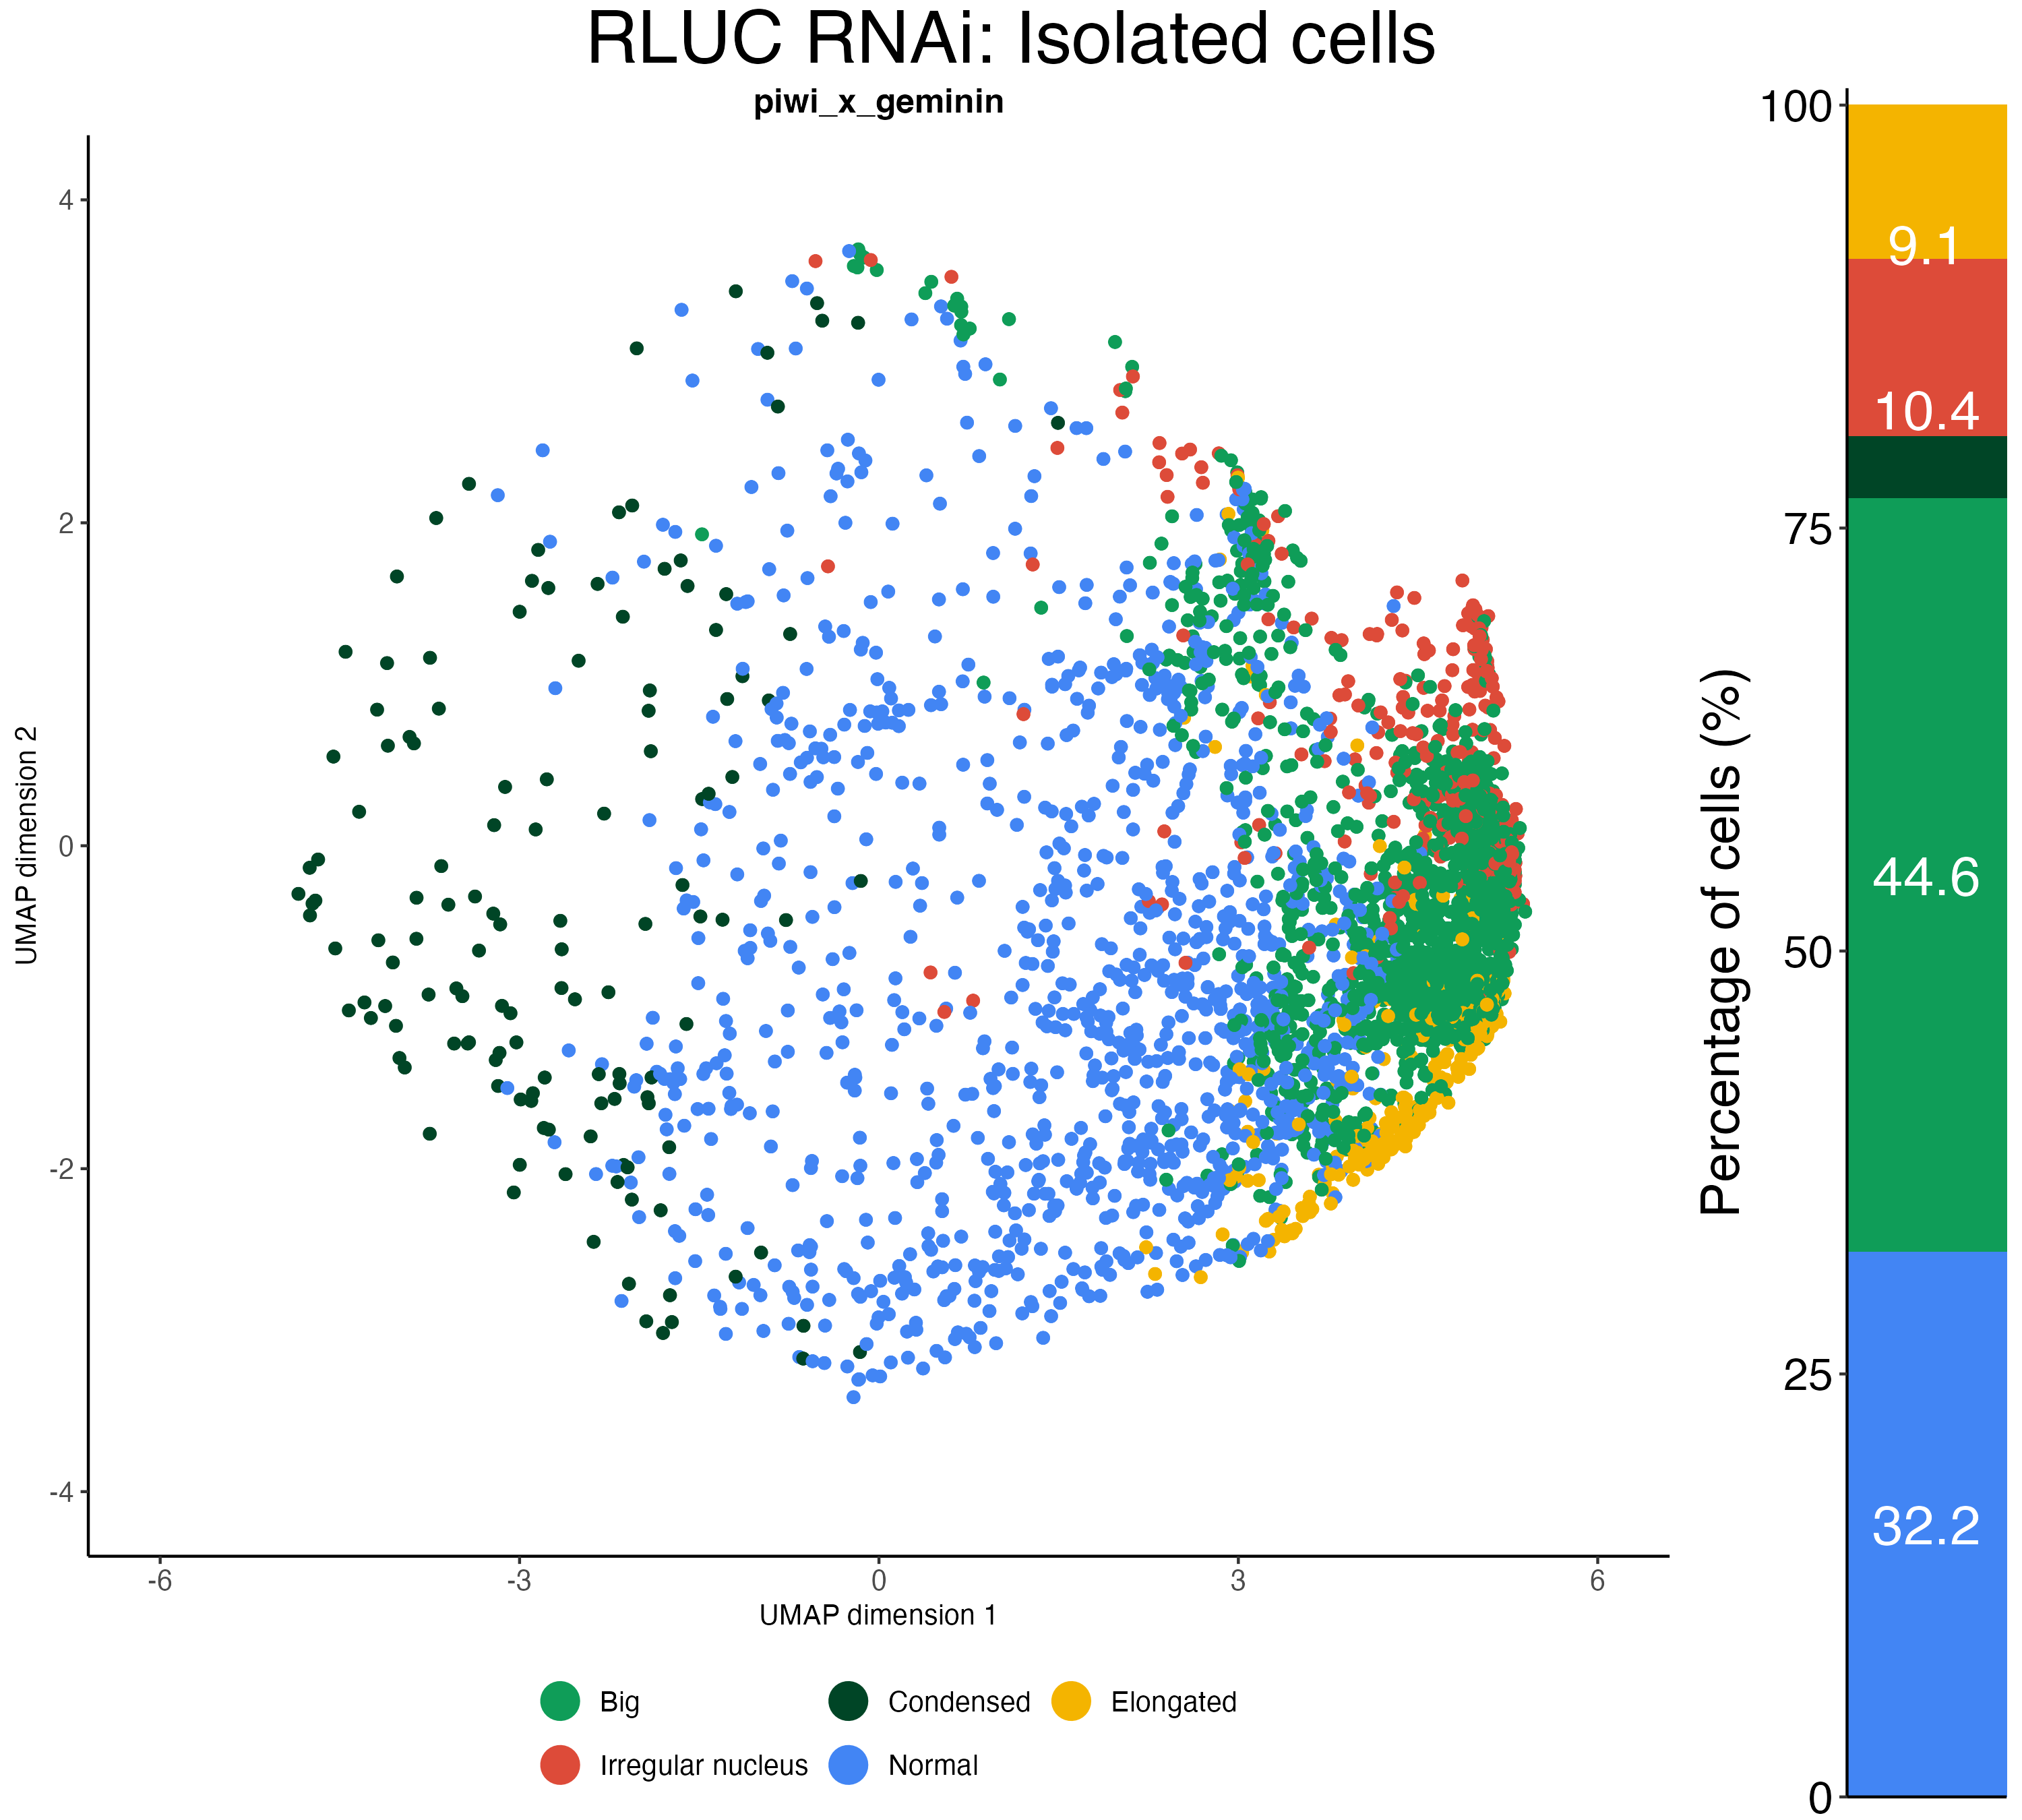 RLUC RNAi: Isolated cells
piwi_x_geminin
4
2
0
-2
-4
UMAP dimension 2
-6
-3
0
3
6
UMAP dimension 1
Big
Condensed
Elongated
Irregular nucleus
Normal
100
75
50
25
0
Percentage of cells (%)
9.1
10.4
44.6
32.2